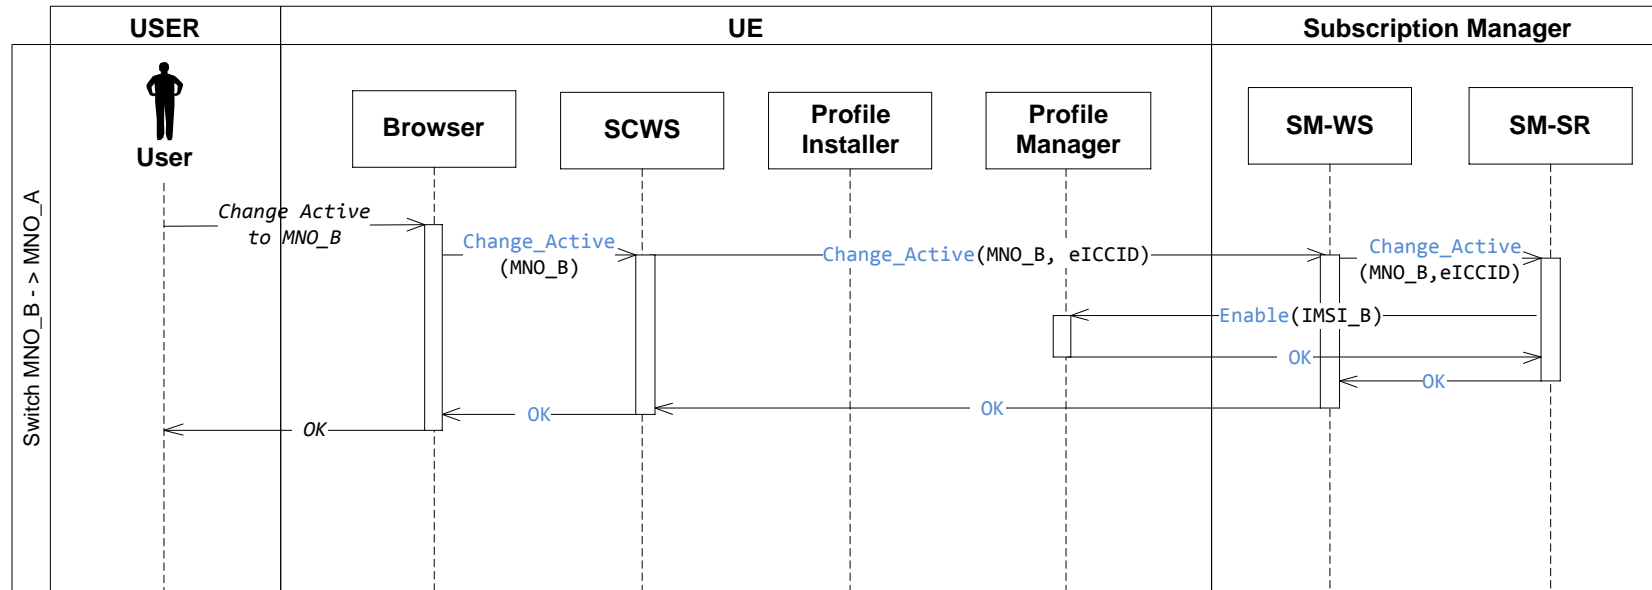 USER
UE
Subscription Manager
Switch MNO_B - > MNO_A
User
Browser
SCWS
Profile
Installer
Profile
Manager
SM-WS
SM-SR
Change Active
to MNO_B
Change_Active
(MNO_B)
Change_Active(MNO_B, eICCID)
Change_Active
(MNO_B,eICCID)
Enable(IMSI_B)
OK
OK
OK
OK
OK